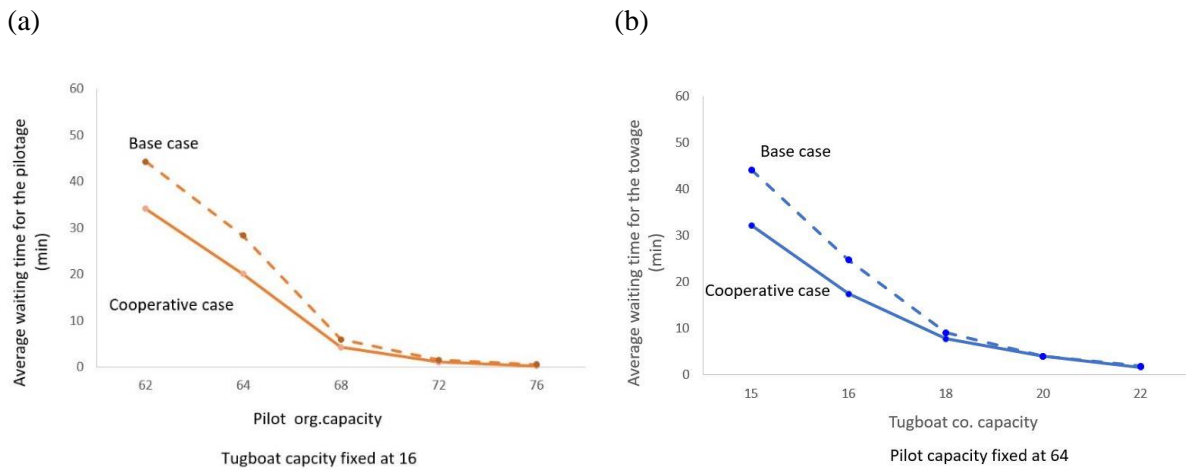 (a)
Average waiting time for the pilotage
(min)
60
50
40
30
20
10
0
Base case
Cooperative case
62 64 68 72 76
Pilot org.capacity
Tugboat capcity fixed at 16
(b)
Average waiting time for the towage
(min)
60
50
40
30
20
10
0
Base case
Cooperative case
15 16 18 20 22
Tugboat co. capacity
Pilot capacity fixed at 64